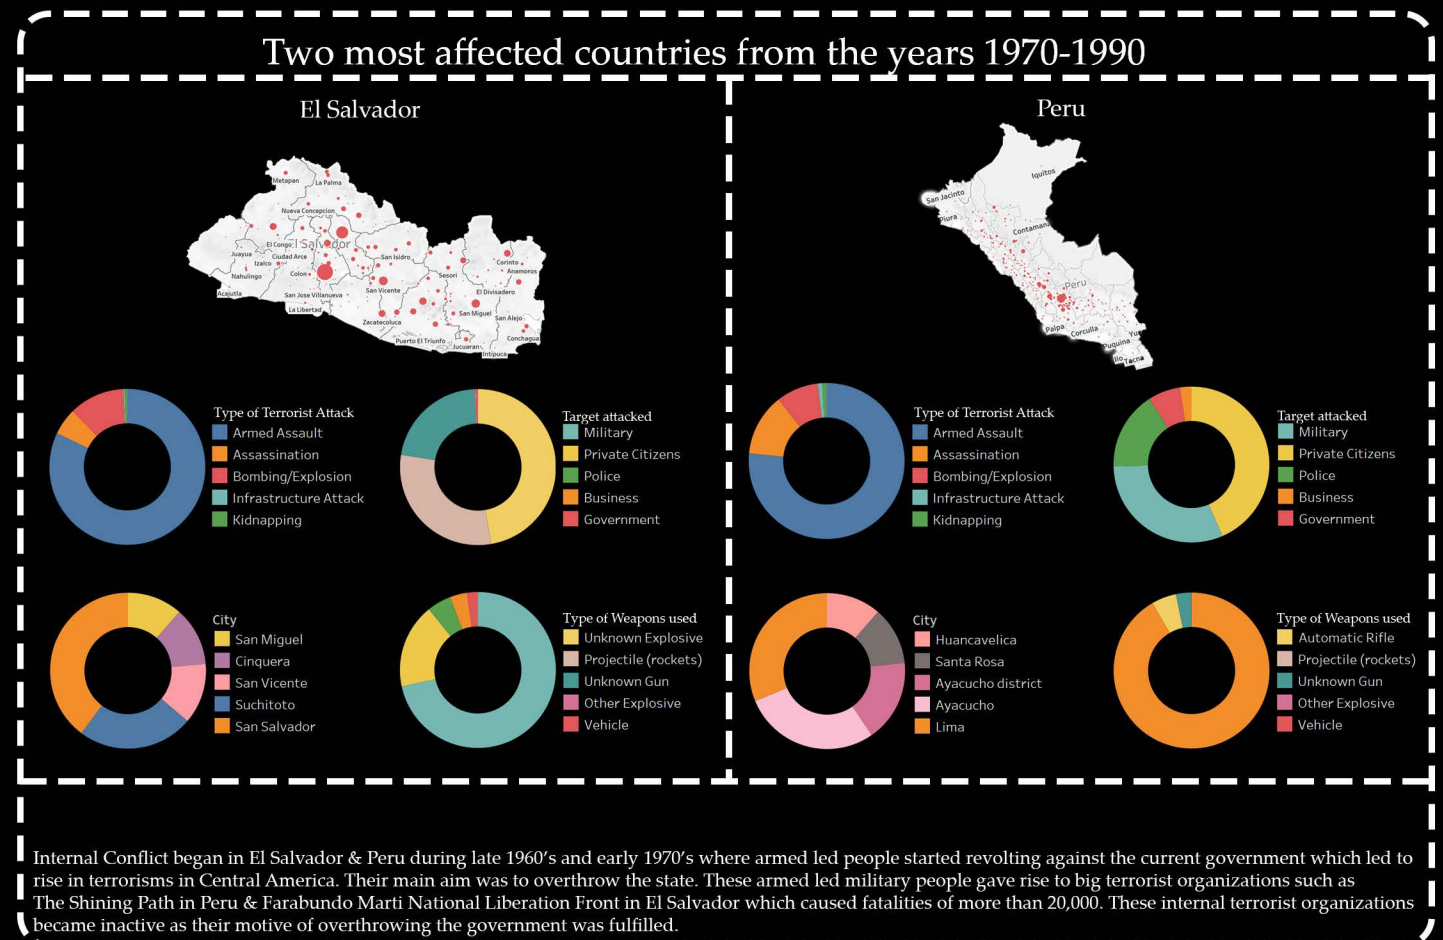 Two most affected countries from the years 1970-1990
El Salvador
Metapan
La Palma
Nueva Concepcion
El Congo
El Salvador
Juayua
Ciudad Arce
Izalco
San Isidro
Corinto
Nahulingo
Colon
Sesori
Anamoros
Acajutla
San Jose Villanueva
San Vicente
El Divisadero
La Libertad
San Miguel
San Alejo
Zacatecoluca
Puerto El Triunfo
Jucuaran
Conchagua
Intipuca
Type of Terrorist Attack
Armed Assault
Assassination
Bombing/Explosion
Infrastructure Attack
Kidnapping
Target attacked
Military
Private Citizens
Police
Business
Government
City
San Miguel
Cinquera
San Vicente
Suchitoto
San Salvador
Type of Weapons used
Unknown Explosive
Projectile (rockets)
Unknown Gun
Other Explosive
Vehicle
Peru
Iquitos
San Jacinto
Piura
Contamana
Peru
Palpa
Corculla
Yu
Puquina
Ilo
Tacna
Type of Terrorist Attack
Armed Assault
Assassination
Bombing/Explosion
Infrastructure Attack
Kidnapping
Target attacked
Military
Private Citizens
Police
Business
Government
City
Huancavelica
Santa Rosa
Ayacucho district
Ayacucho
Lima
Type of Weapons used
Automatic Rifle
Projectile (rockets)
Unknown Gun
Other Explosive
Vehicle
Internal Conflict began in El Salvador & Peru during late 1960's and early 1970's where armed led people started revolting against the current government which led to
rise in terrorisms in Central America. Their main aim was to overthrow the state. These armed led military people gave rise to big terrorist organizations such as
The Shining Path in Peru & Farabundo Marti National Liberation Front in El Salvador which caused fatalities of more than 20,000. These internal terrorist organizations
became inactive as their motive of overthrowing the government was fulfilled.